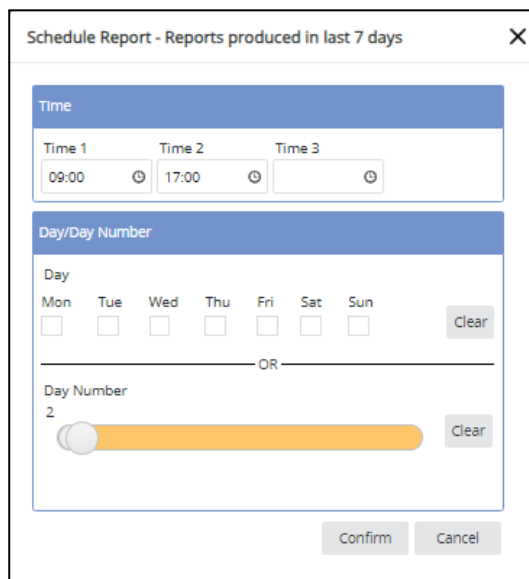 Schedule Report - Reports produced in last 7 days
Time
Time 1 Time 2 Time 3
09:00 17:00
Day/Day Number
Day
Mon Tue Wed Thu Fri Sat Sun
Clear
OR
Day Number
2
Clear
Confirm Cancel